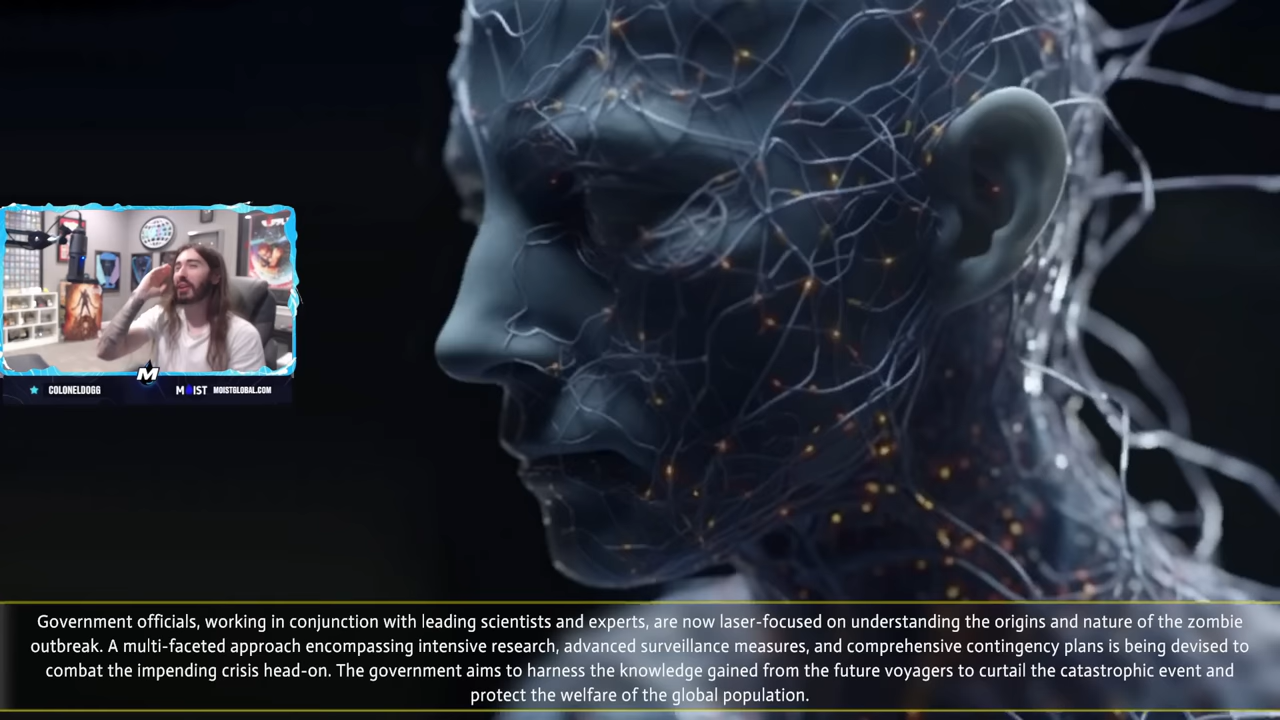 COLONELDOGG
M IST MOISTGLOBAL.COM
M
Government officials, working in conjunction with leading scientists and experts, are now laser-focused on understanding the origins and nature of the zombie
outbreak. A multi-faceted approach encompassing intensive research, advanced surveillance measures, and comprehensive contingency plans is being devised to
combat the impending crisis head-on. The government aims to harness the knowledge gained from the future voyagers to curtail the catastrophic event and
protect the welfare of the global population.